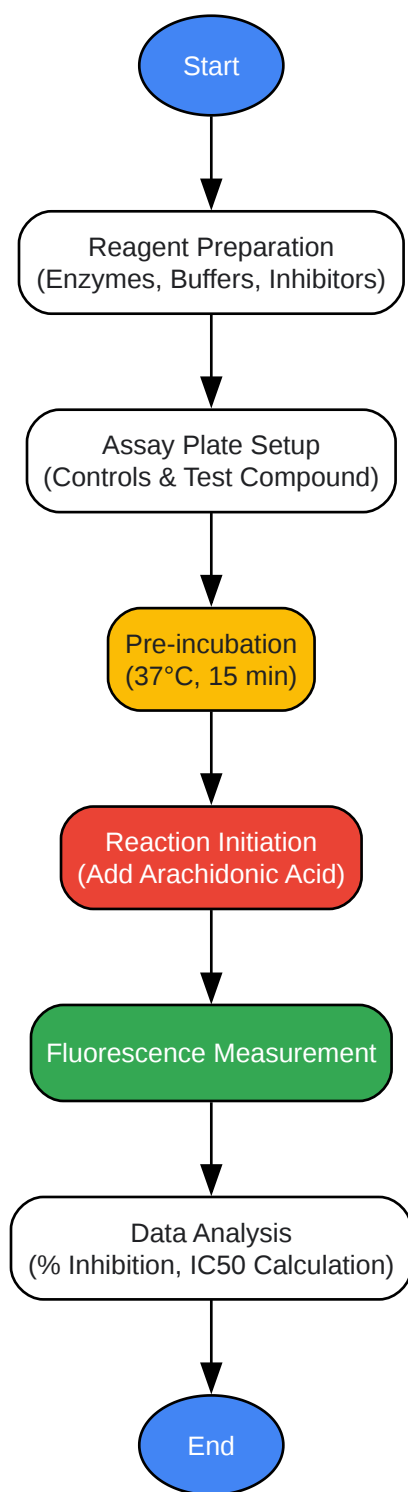 Start
Reagent Preparation
(Enzymes, Buffers, Inhibitors)
Assay Plate Setup
(Controls & Test Compound)
Pre-incubation
(37°C, 15 min)
Reaction Initiation
(Add Arachidonic Acid)
Fluorescence Measurement
Data Analysis
(% Inhibition, IC50 Calculation)
End